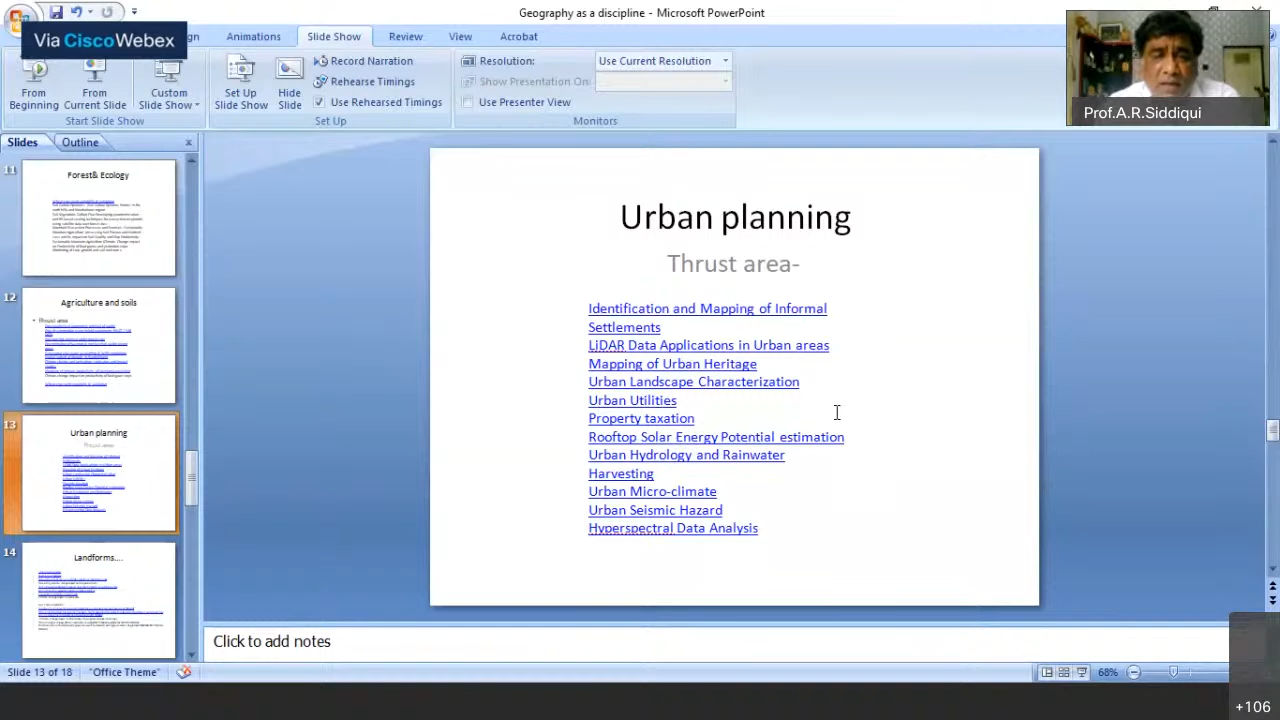 Geography as a discipline - Microsoft PowerPoint
Via Cisco Webex
Animations
Slide Show
Review
View
Acrobat
From Beginning
From Current Slide
Custom Slide Show
Start Slide Show
Set Up Slide Show
Hide Slide
Record Narration
Rehearse Timings
Use Rehearsed Timings
Set Up
Resolution:
Use Current Resolution
Show Presentation On:
Use Presenter View
Monitors
Prof.A.R.Siddiqui
Slides
Outline
11
Forest& Ecology
12
Agriculture and soils
13
Urban planning
Thrust area-
14
Landforms....
Urban planning
Thrust area-
Identification and Mapping of Informal
Settlements
LiDAR Data Applications in Urban areas
Mapping of Urban Heritage
Urban Landscape Characterization
Urban Utilities
Property taxation
Rooftop Solar Energy Potential estimation
Urban Hydrology and Rainwater
Harvesting
Urban Micro-climate
Urban Seismic Hazard
Hyperspectral Data Analysis
Click to add notes
Slide 13 of 18
"Office Theme"
68%
+106